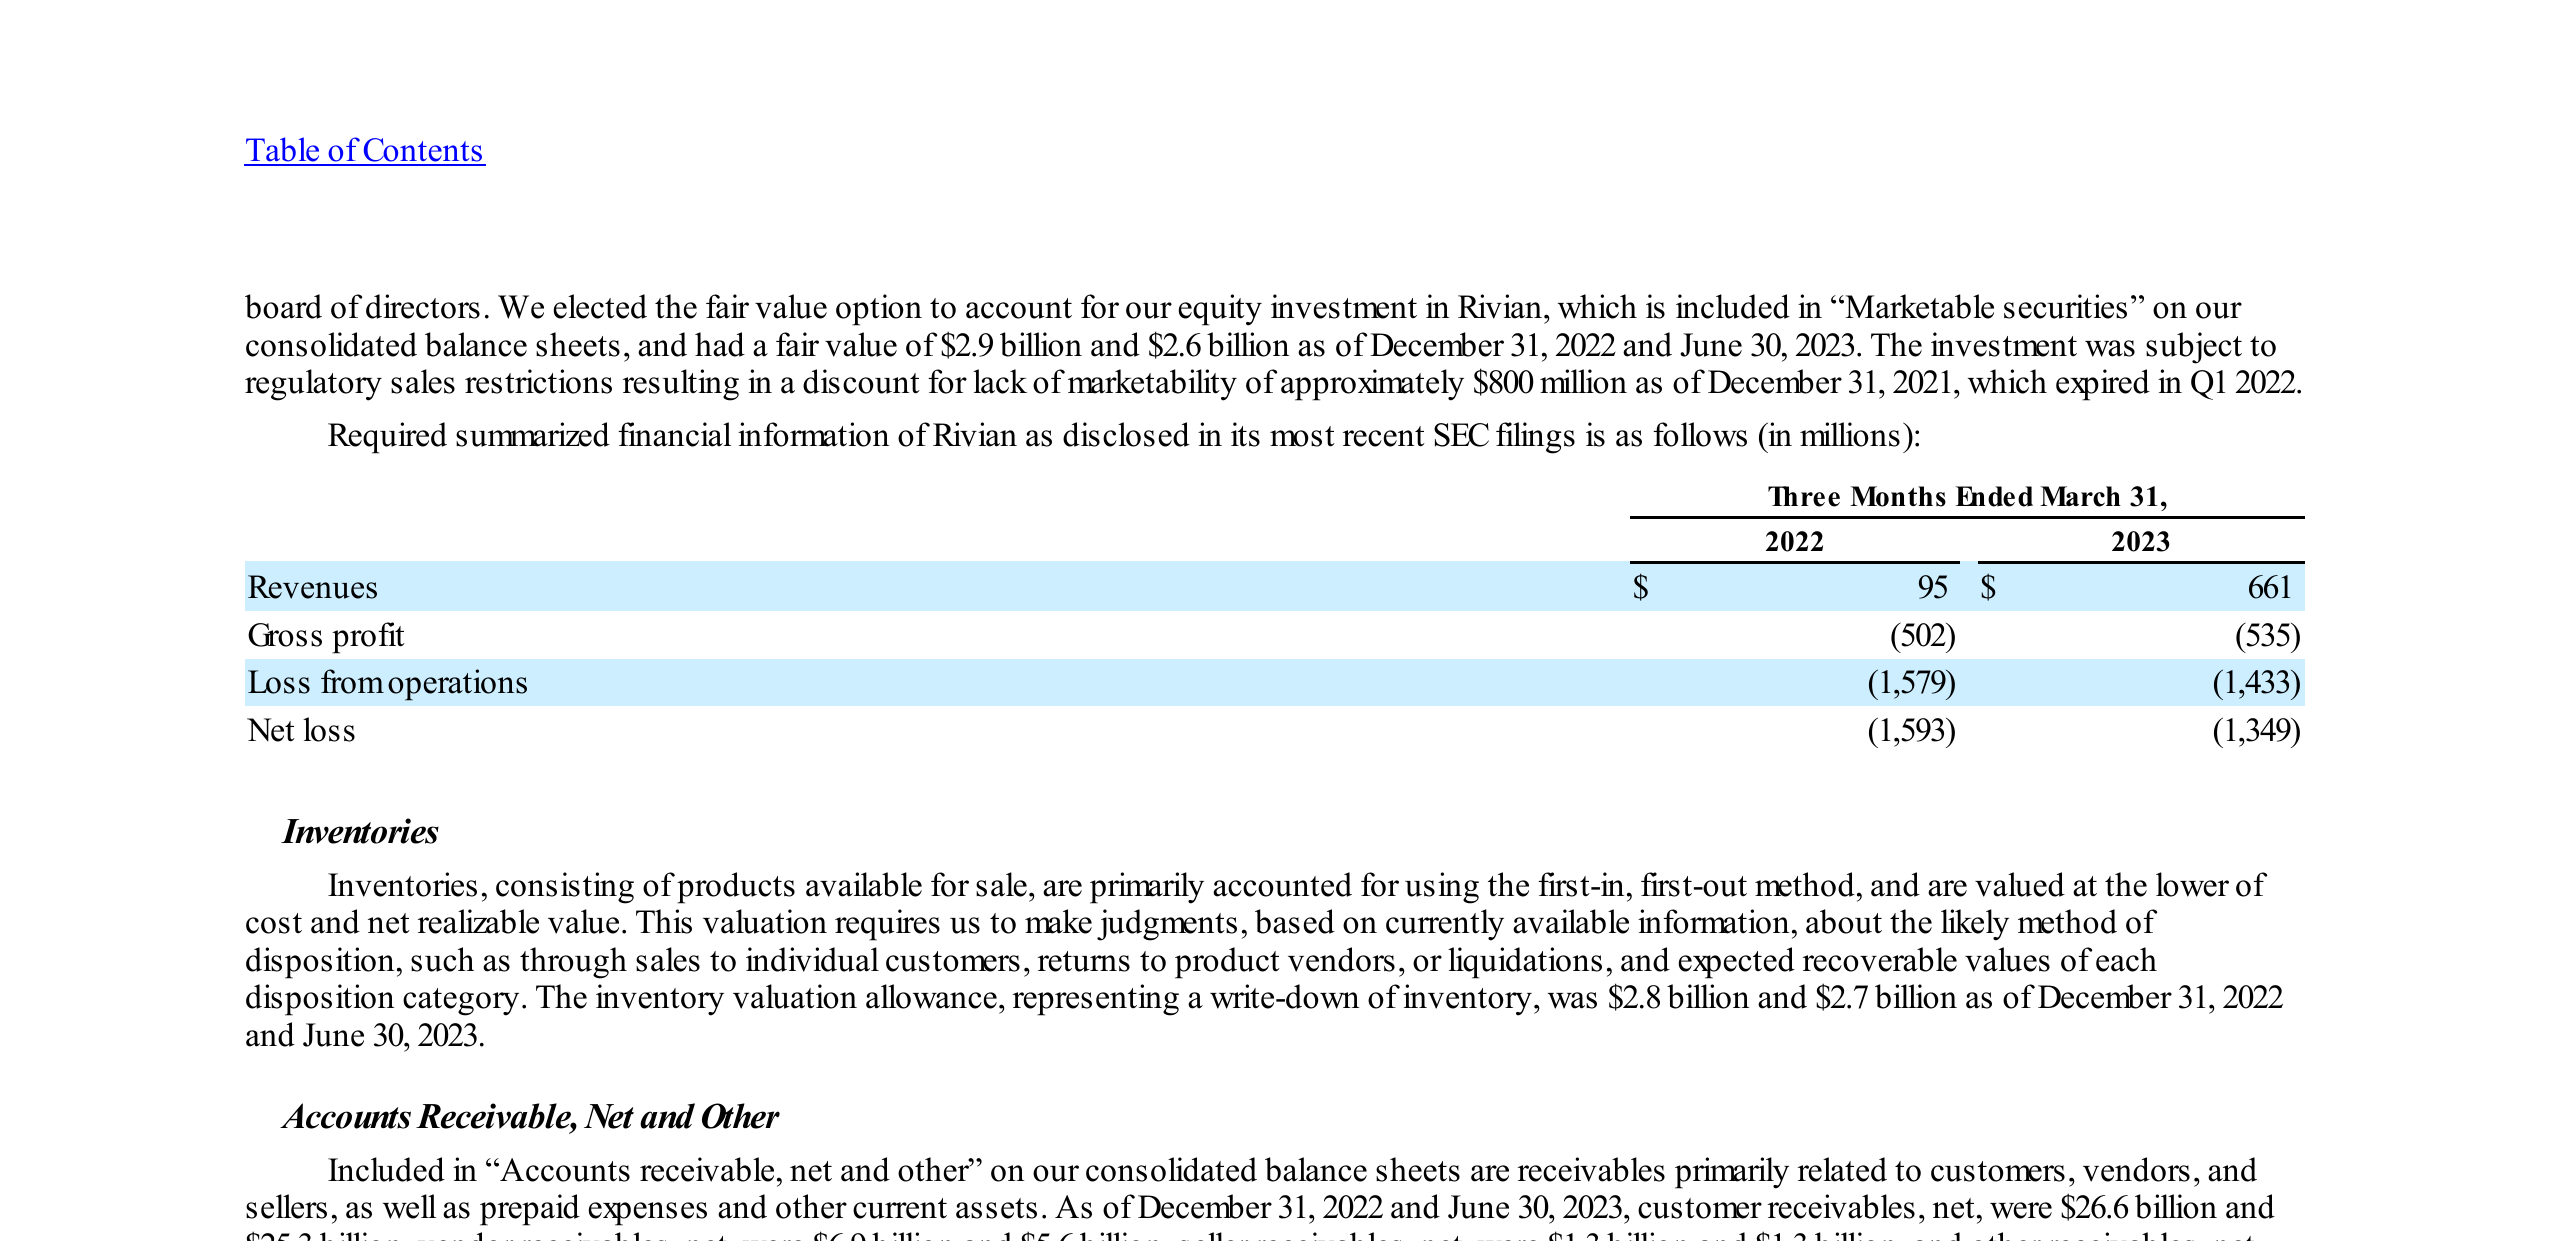 Table of Contents
board of directors. We elected the fair value option to account for our equity investment in Rivian, which is included in “Marketable securities” on our
consolidated balance sheets, and had a fair value of $2.9 billion and $2.6 billion as of December 31, 2022 and June 30, 2023. The investment was subject to
regulatory sales restrictions resulting in a discount for lack of marketability of approximately $800 million as of December 31, 2021, which expired in Q1 2022.
Required summarized financial information of Rivian as disclosed in its most recent SEC filings is as follows (in millions):
Three Months Ended March 31,
2022 2023
Revenues $ 95 $ 661
Gross profit (502) (535)
Loss from operations (1,579) (1,433)
Net loss (1,593) (1,349)
Inventories
Inventories, consisting of products available for sale, are primarily accounted for using the first-in, first-out method, and are valued at the lower of
cost and net realizable value. This valuation requires us to make judgments, based on currently available information, about the likely method of
disposition, such as through sales to individual customers, returns to product vendors, or liquidations, and expected recoverable values of each
disposition category. The inventory valuation allowance, representing a write-down of inventory, was $2.8 billion and $2.7 billion as of December 31, 2022
and June 30, 2023.
Accounts Receivable, Net and Other
Included in “Accounts receivable, net and other” on our consolidated balance sheets are receivables primarily related to customers, vendors, and
sellers, as well as prepaid expenses and other current assets. As of December 31, 2022 and June 30, 2023, customer receivables, net, were $26.6 billion and